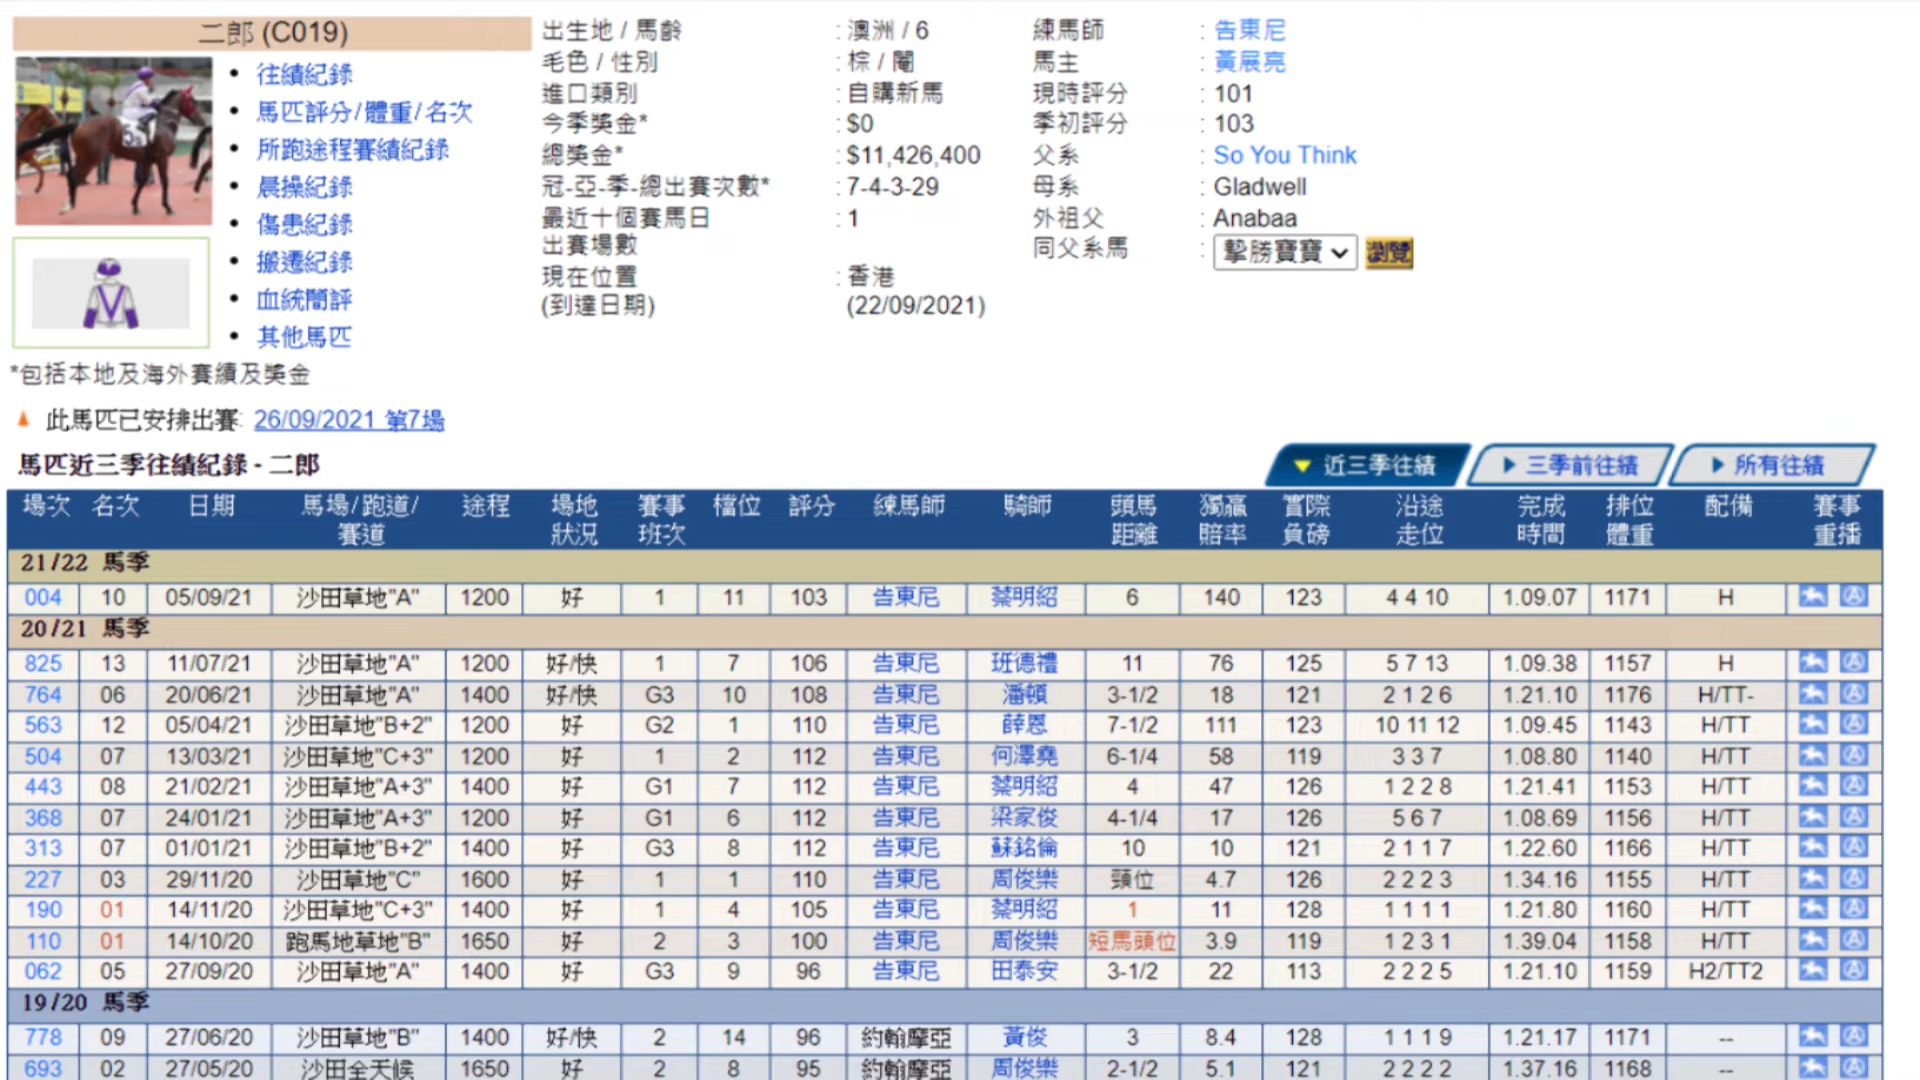 二郎 (C019)
往績紀錄
馬匹評分/體重/名次
所跑途程賽績紀錄
晨操紀錄
傷患紀錄
搬遷紀錄
血統簡評
其他馬匹
出生地 / 馬齡 : 澳洲 / 6
毛色 / 性別 : 棕 / 閹
進口類別 : 自購新馬
今季獎金* : $0
總獎金* : $11,426,400
冠-亞-季-總出賽次數* : 7-4-3-29
最近十個賽馬日 : 1
出賽場數
現在位置 : 香港
(到達日期) (22/09/2021)
練馬師 : 告東尼
馬主 : 黃展亮
現時評分 : 101
季初評分 : 103
父系 : So You Think
母系 : Gladwell
外祖父 : Anabaa
同父系馬 : 摯勝寶寶 瀏覽
*包括本地及海外賽績及獎金
此馬匹已安排出賽: 26/09/2021 第7場
馬匹近三季往績紀錄 - 二郎
近三季往績 三季前往績 所有往績
場次 名次 日期 馬場/跑道/ 途程 場地 賽事 檔位 評分 練馬師 騎師 頭馬 獨贏 實際 沿途 完成 排位 配備 賽事
賽道 狀況 班次 距離 賠率 負磅 走位 時間 體重 重播
21/22 馬季
004 10 05/09/21 沙田草地"A" 1200 好 1 11 103 告東尼 蔡明紹 6 140 123 4 4 10 1.09.07 1171 H
20/21 馬季
825 13 11/07/21 沙田草地"A" 1200 好/快 1 7 106 告東尼 班德禮 11 76 125 5 7 13 1.09.38 1157 H
764 06 20/06/21 沙田草地"A" 1400 好/快 G3 10 108 告東尼 潘頓 3-1/2 18 121 2 1 2 6 1.21.10 1176 H/TT-
563 12 05/04/21 沙田草地"B+2" 1200 好 G2 1 110 告東尼 薛恩 7-1/2 111 123 10 11 12 1.09.45 1143 H/TT
504 07 13/03/21 沙田草地"C+3" 1200 好 1 2 112 告東尼 何澤堯 6-1/4 58 119 3 3 7 1.08.80 1140 H/TT
443 08 21/02/21 沙田草地"A+3" 1400 好 G1 7 112 告東尼 蔡明紹 4 47 126 1 2 2 8 1.21.41 1153 H/TT
368 07 24/01/21 沙田草地"A+3" 1200 好 G1 6 112 告東尼 梁家俊 4-1/4 17 126 5 6 7 1.08.69 1156 H/TT
313 07 01/01/21 沙田草地"B+2" 1400 好 G3 8 112 告東尼 蘇銘倫 10 10 121 2 1 1 7 1.22.60 1166 H/TT
227 03 29/11/20 沙田草地"C" 1600 好 1 1 110 告東尼 周俊樂 頸位 4.7 126 2 2 2 3 1.34.16 1155 H/TT
190 01 14/11/20 沙田草地"C+3" 1400 好 1 4 105 告東尼 蔡明紹 1 11 128 1 1 1 1 1.21.80 1160 H/TT
110 01 14/10/20 跑馬地草地"B" 1650 好 2 3 100 告東尼 周俊樂 短馬頭位 3.9 119 1 2 3 1 1.39.04 1158 H/TT
062 05 27/09/20 沙田草地"A" 1400 好 G3 9 96 告東尼 田泰安 3-1/2 22 113 2 2 2 5 1.21.10 1159 H2/TT2
19/20 馬季
778 09 27/06/20 沙田草地"B" 1400 好/快 2 14 96 約翰摩亞 黃俊 3 8.4 128 1 1 1 9 1.21.17 1171 --
693 02 27/05/20 沙田全天候 1650 好 2 8 95 約翰摩亞 周俊樂 2-1/2 5.1 121 2 2 2 2 1.37.16 1168 --